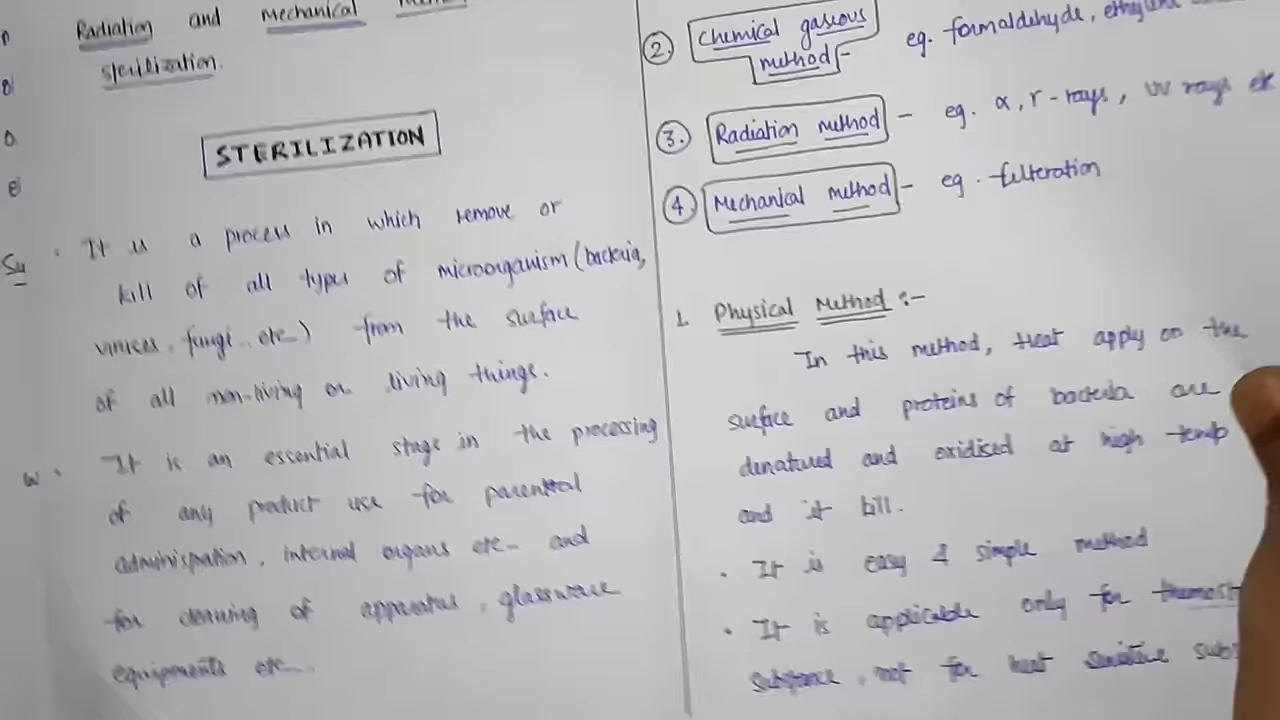 Radiation and Mechanical
sterilization.
STERILIZATION
It is a process in which remove or
kill of all types of microorganism (bacteria,
viruses, fungi.. etc..) from the surface
of all non-living or living things.
It is an essential stage in the processing
of any product use for parentral
administration, internal organs etc- and
for cleaning of apparatus, glassware
equipments etc....
2. Chemical gaseous eg. formaldehyde, ethylene
method -
3. Radiation method - eg. α, r-rays, UV rays etc
4. Mechanical method - eg. filteration
1. Physical Method :-
In this method, heat apply on the
surface and proteins of bacteria are
denatured and oxidised at high temp
and it kill.
• It is easy & simple method
• It is applicable only for thermost
substance, not for heat sensitive subs